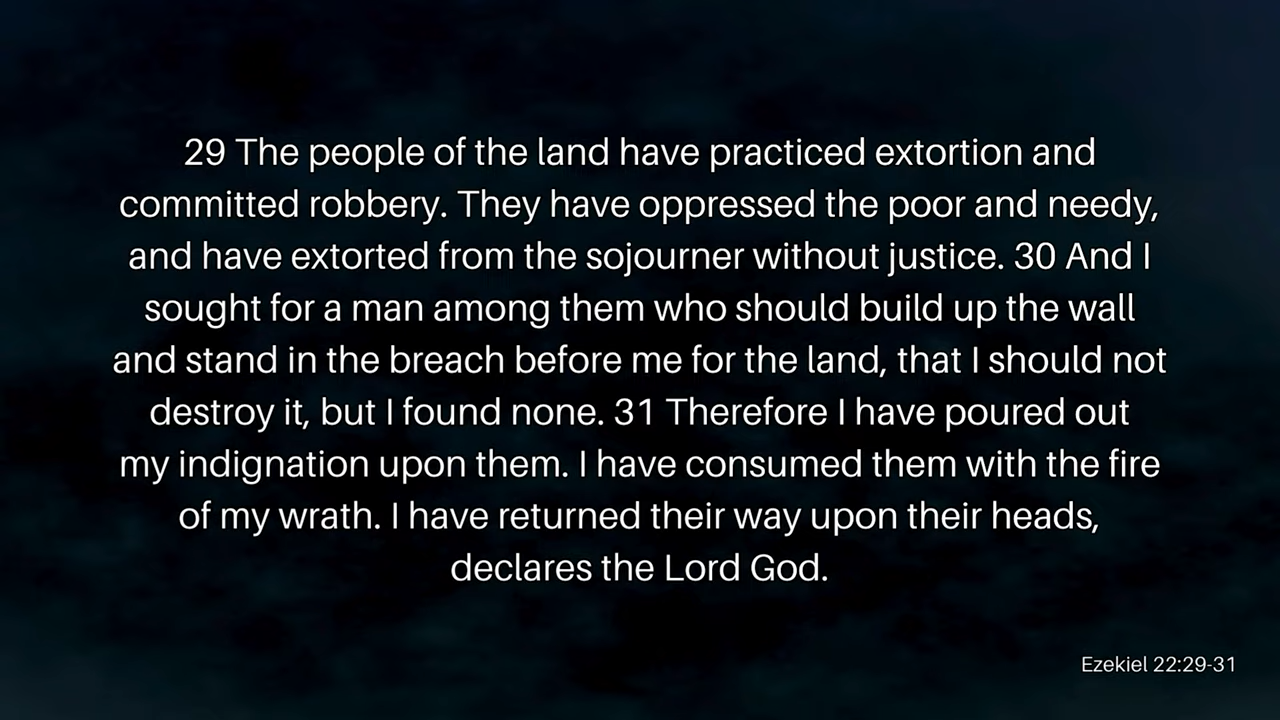 29 The people of the land have practiced extortion and
committed robbery. They have oppressed the poor and needy,
and have extorted from the sojourner without justice. 30 And I
sought for a man among them who should build up the wall
and stand in the breach before me for the land, that I should not
destroy it, but I found none. 31 Therefore I have poured out
my indignation upon them. I have consumed them with the fire
of my wrath. I have returned their way upon their heads,
declares the Lord God.
Ezekiel 22:29-31